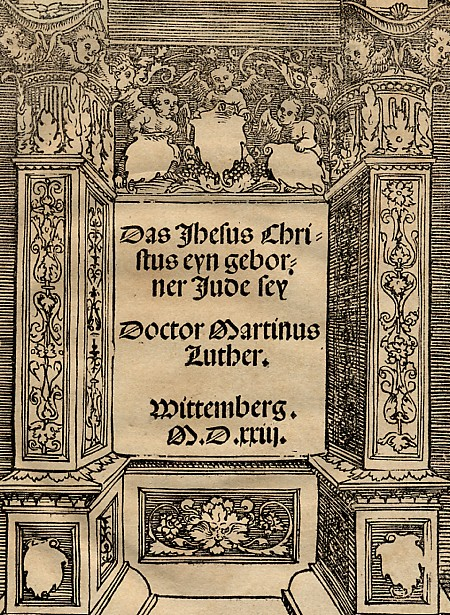 Das Jhesus Chri⸗
stus eyn gebor⸗
ner Jude sey
Doctor Martinus
Luther.
Wittemberg.
M.D.xxiij.